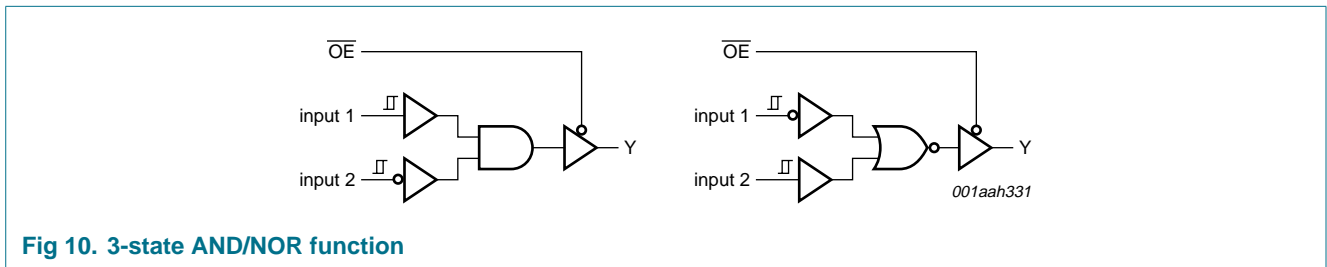 OE
input 1
input 2
Y
OE
input 1
input 2
Y
001aah331
Fig 10. 3-state AND/NOR function